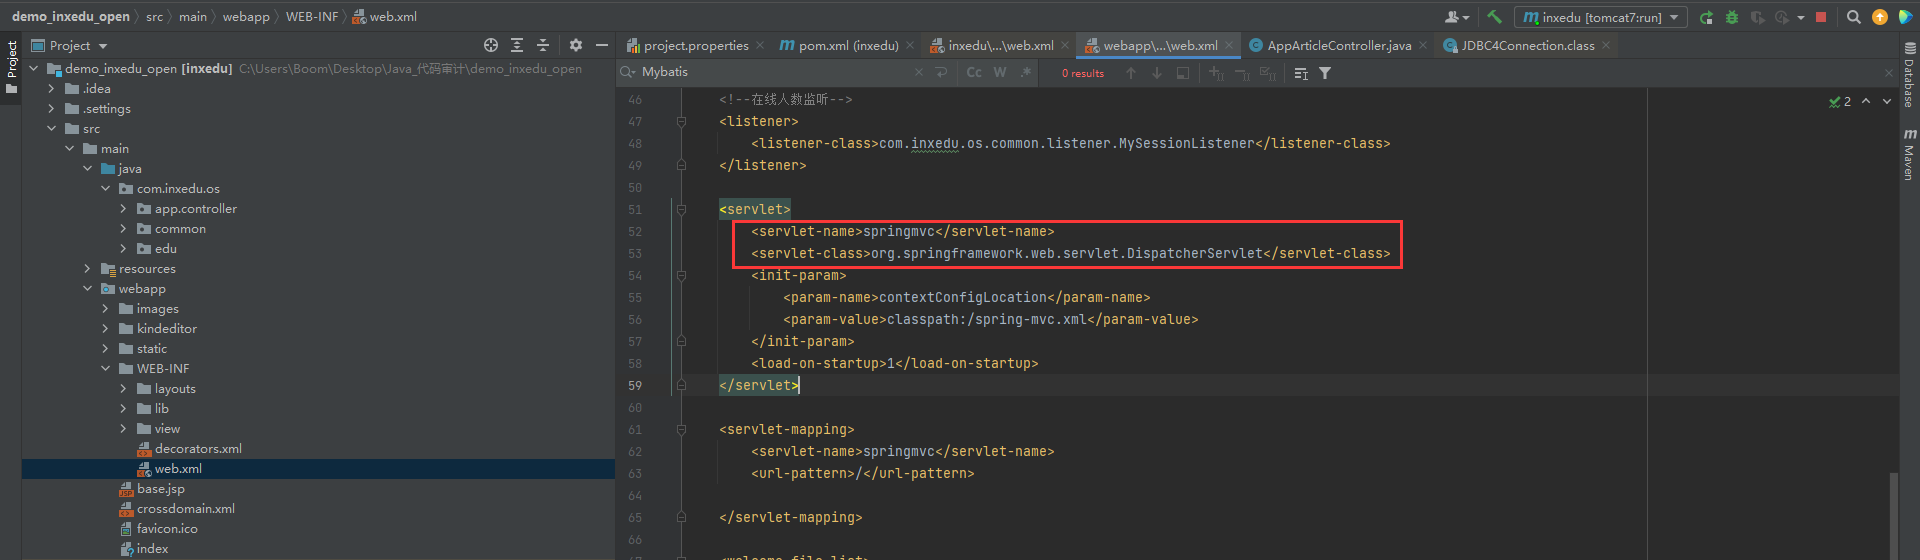 demo_inxedu_open › src › main › webapp › WEB-INF › web.xml
inxedu [tomcat7:run]
Project
Project
project.properties
pom.xml (inxedu)
inxedu\...\web.xml
webapp\...\web.xml
AppArticleController.java
JDBC4Connection.class
Mybatis
Cc W .*
0 results
demo_inxedu_open [inxedu] C:\Users\Boom\Desktop\Java_代码审计\demo_inxedu_open
.idea
.settings
src
main
java
com.inxedu.os
app.controller
common
edu
resources
webapp
images
kindeditor
static
WEB-INF
layouts
lib
view
decorators.xml
web.xml
base.jsp
crossdomain.xml
favicon.ico
index
2
46 <!--在线人数监听-->
47 <listener>
48 <listener-class>com.inxedu.os.common.listener.MySessionListener</listener-class>
49 </listener>
50
51 <servlet>
52 <servlet-name>springmvc</servlet-name>
53 <servlet-class>org.springframework.web.servlet.DispatcherServlet</servlet-class>
54 <init-param>
55 <param-name>contextConfigLocation</param-name>
56 <param-value>classpath:/spring-mvc.xml</param-value>
57 </init-param>
58 <load-on-startup>1</load-on-startup>
59 </servlet>
60
61 <servlet-mapping>
62 <servlet-name>springmvc</servlet-name>
63 <url-pattern>/</url-pattern>
64
65 </servlet-mapping>
66
<welcome-file-list>
Database
Maven